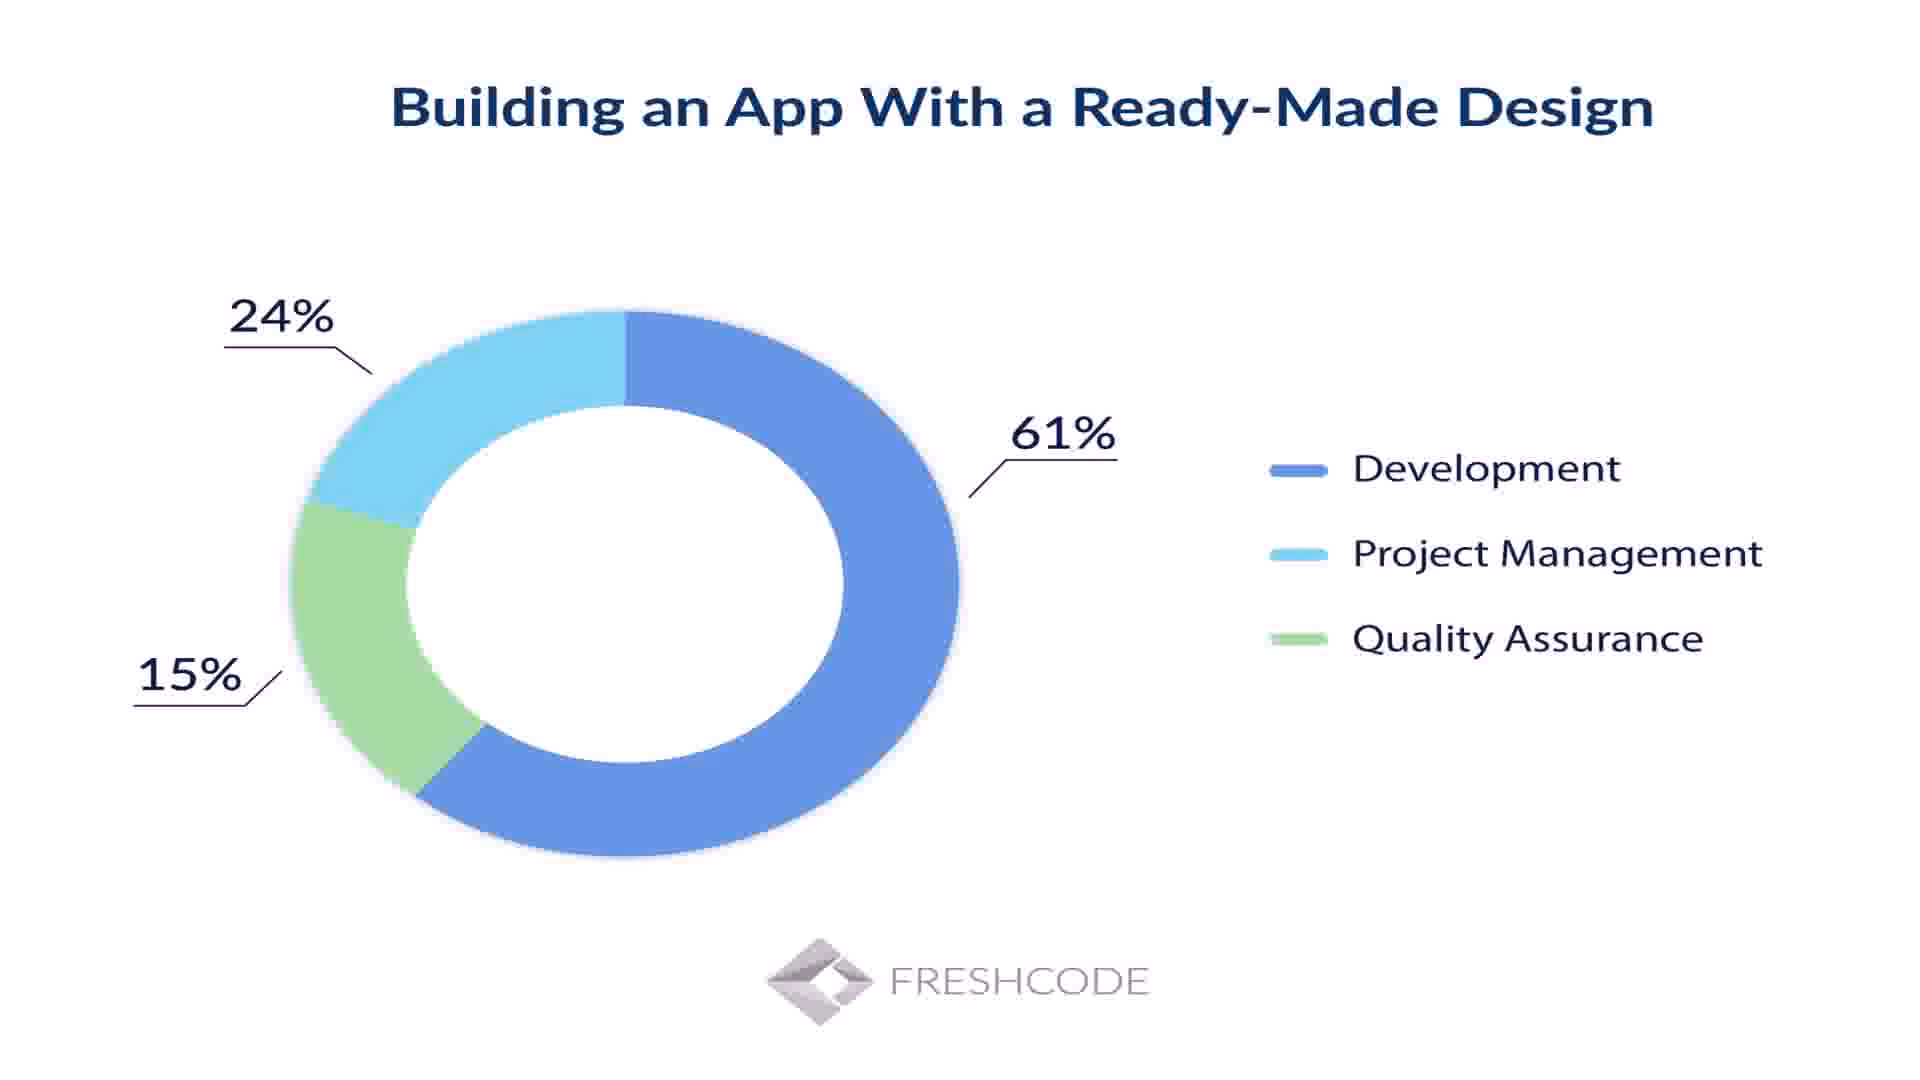 Building an App With a Ready-Made Design
24%
61%
15%
Development
Project Management
Quality Assurance
FRESHCODE